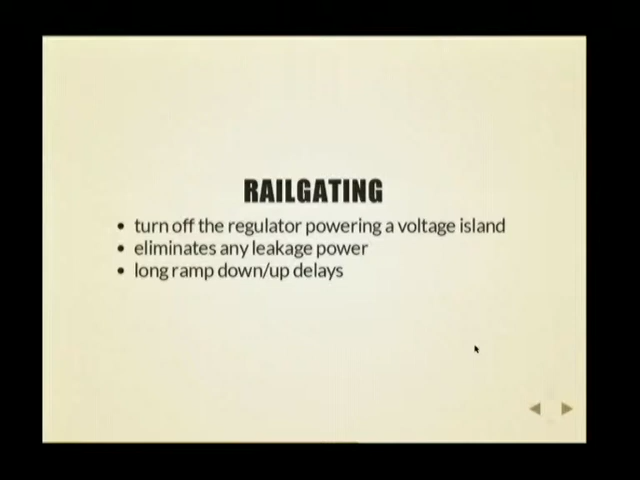 RAILGATING
• turn off the regulator powering a voltage island
• eliminates any leakage power
• long ramp down/up delays